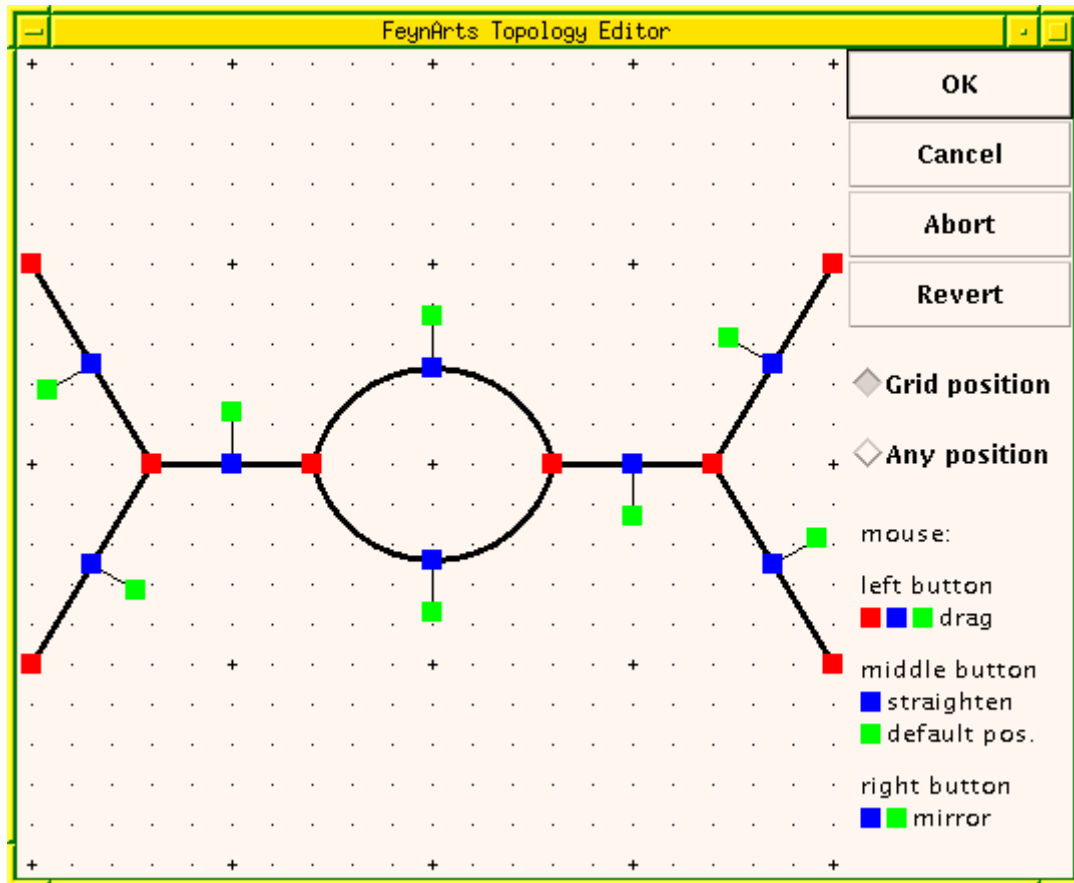 FeynArts Topology Editor
OK
Cancel
Abort
Revert
Grid position
Any position
mouse:
left button
drag
middle button
straighten
default pos.
right button
mirror